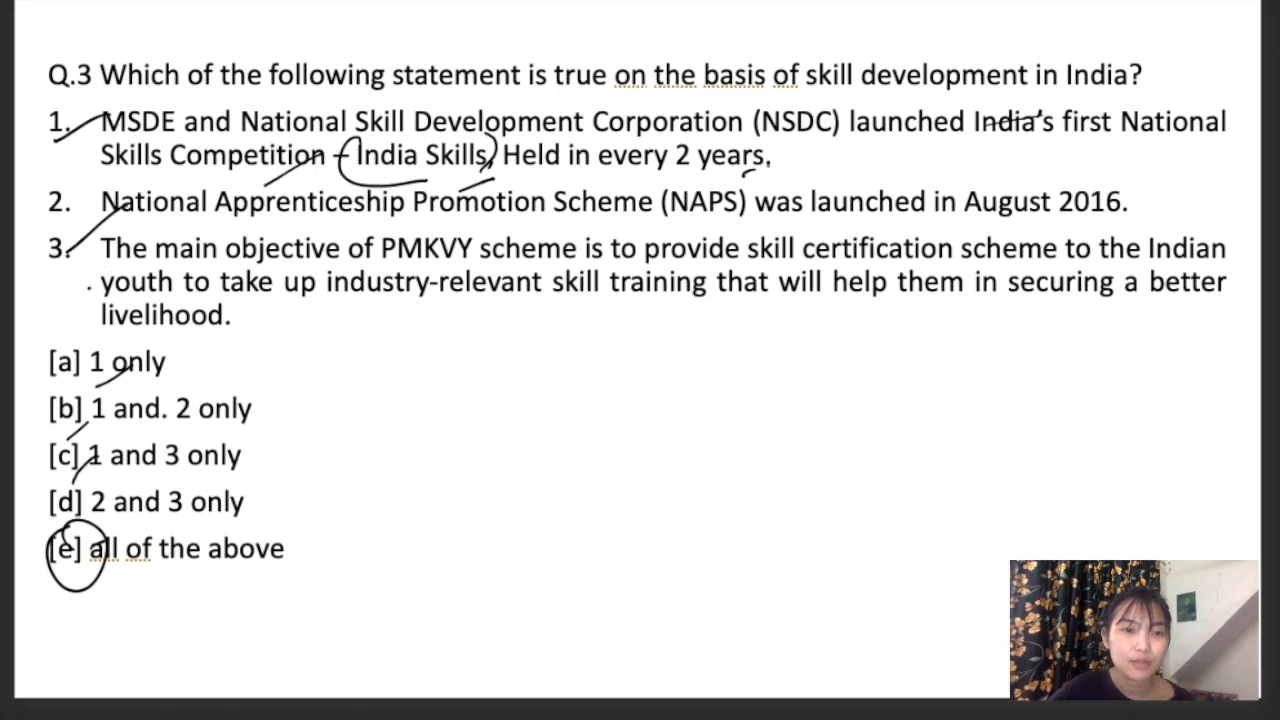 Q.3 Which of the following statement is true on the basis of skill development in India?
1. MSDE and National Skill Development Corporation (NSDC) launched India's first National
Skills Competition – India Skills, Held in every 2 years.
2. National Apprenticeship Promotion Scheme (NAPS) was launched in August 2016.
3. The main objective of PMKVY scheme is to provide skill certification scheme to the Indian
youth to take up industry-relevant skill training that will help them in securing a better
livelihood.
[a] 1 only
[b] 1 and. 2 only
[c] 1 and 3 only
[d] 2 and 3 only
[e] all of the above